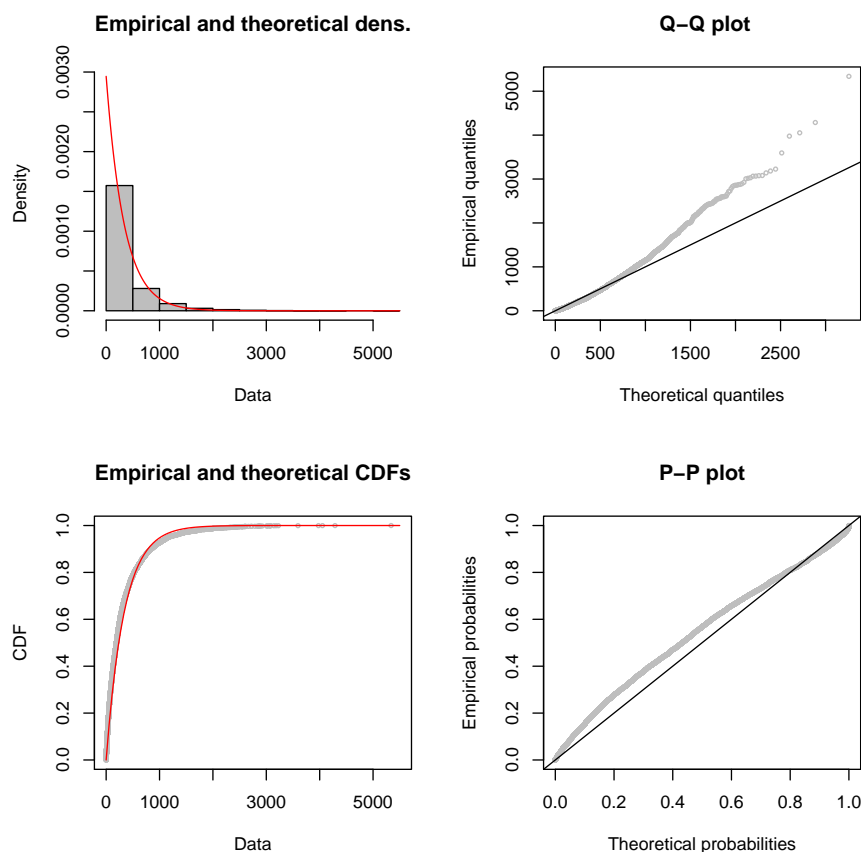 Empirical and theoretical dens.
Density
0.0000 0.0010 0.0020 0.0030
0 1000 3000 5000
Data
Q−Q plot
Empirical quantiles
0 1000 3000 5000
0 500 1500 2500
Theoretical quantiles
Empirical and theoretical CDFs
CDF
0.0 0.2 0.4 0.6 0.8 1.0
0 1000 3000 5000
Data
P−P plot
Empirical probabilities
0.0 0.2 0.4 0.6 0.8 1.0
0.0 0.2 0.4 0.6 0.8 1.0
Theoretical probabilities